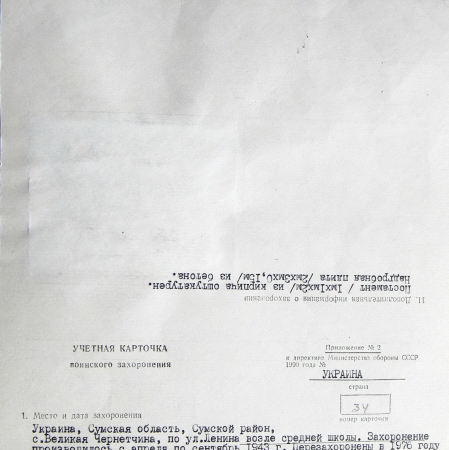 11. Дополнительная информация о захоронении
Постамент / 1мх1мх2м/ из кирпича оштукатурен.
Надгробная плита /2мх3мх0,15м/ из бетона.
УЧЕТНАЯ КАРТОЧКА
воинского захоронения
Приложение № 2
к директиве Министерства обороны СССР
1990 года №
УКРАИНА
страна
34
номер карточки
1. Место и дата захоронения
Украина, Сумская область, Сумской район,
с.Великая Чернетчина, по ул.Ленина возле средней школы. Захоронение
производилось с апреля по сентябрь 1943 г. Перезахоронены в 1976 году